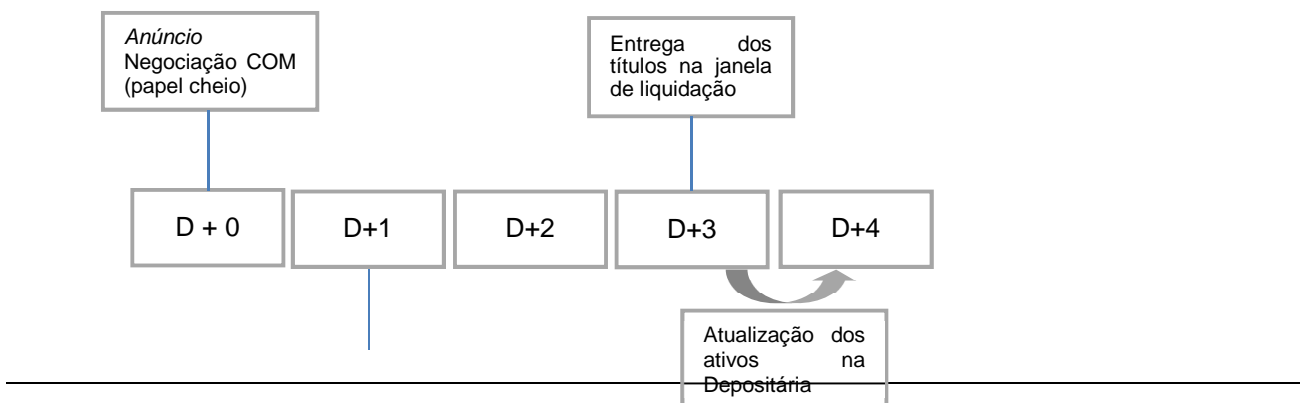 Anúncio
Negociação COM
(papel cheio)
Entrega dos
títulos na janela
de liquidação
D + 0
D+1
D+2
D+3
D+4
Atualização dos
ativos na
Depositária